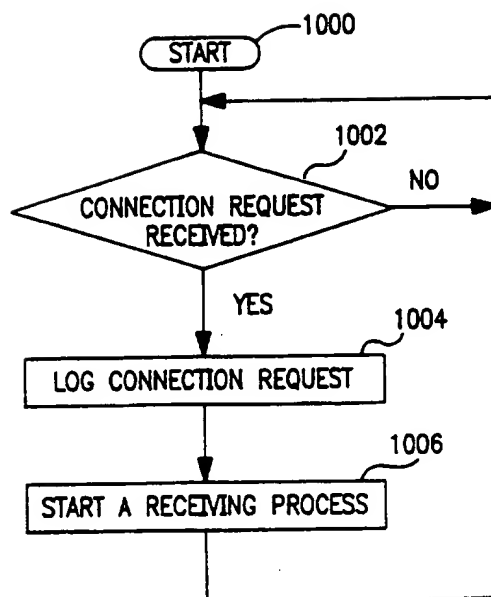 1000
START
1002
CONNECTION REQUEST
RECEIVED?
NO
YES
1004
LOG CONNECTION REQUEST
1006
START A RECEIVING PROCESS